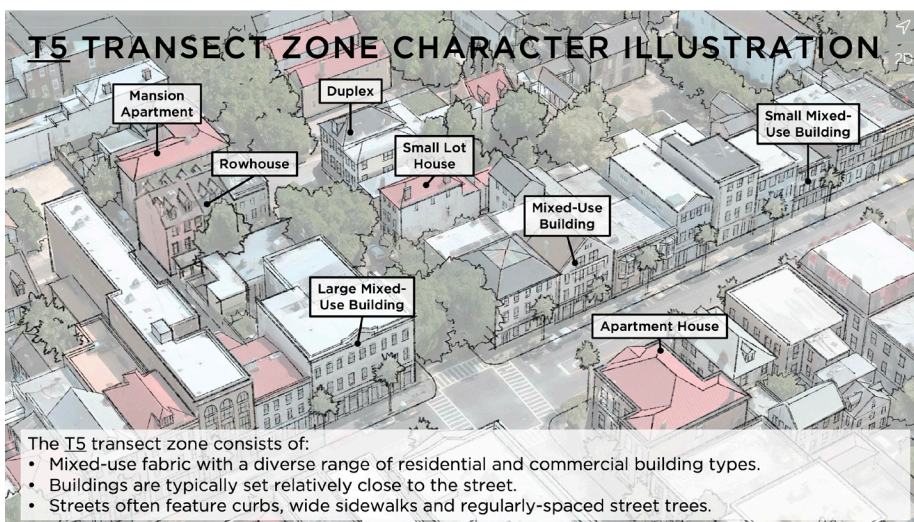 T5 TRANSECT ZONE CHARACTER ILLUSTRATION
Mansion
Apartment
Duplex
Rowhouse
Small Lot
House
Small Mixed-
Use Building
Mixed-Use
Building
Large Mixed-
Use Building
Apartment House
The T5 transect zone consists of:
• Mixed-use fabric with a diverse range of residential and commercial building types.
• Buildings are typically set relatively close to the street.
• Streets often feature curbs, wide sidewalks and regularly-spaced street trees.